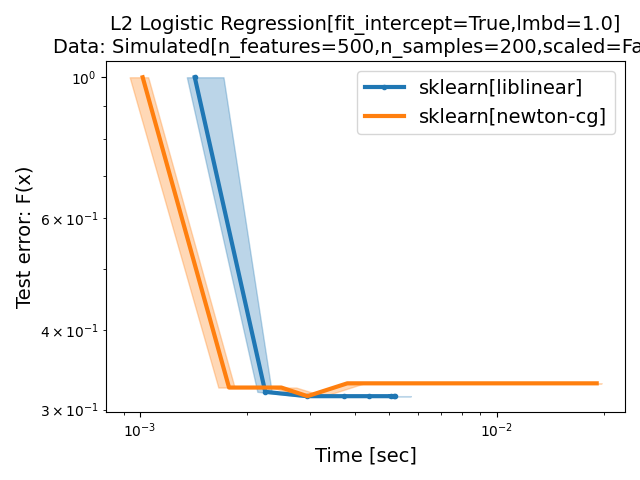 L2 Logistic Regression[fit_intercept=True,lmbd=1.0]
Data: Simulated[n_features=500,n_samples=200,scaled=Fa
10⁰
6 × 10⁻¹
4 × 10⁻¹
3 × 10⁻¹
Test error: F(x)
sklearn[liblinear]
sklearn[newton-cg]
10⁻³
10⁻²
Time [sec]